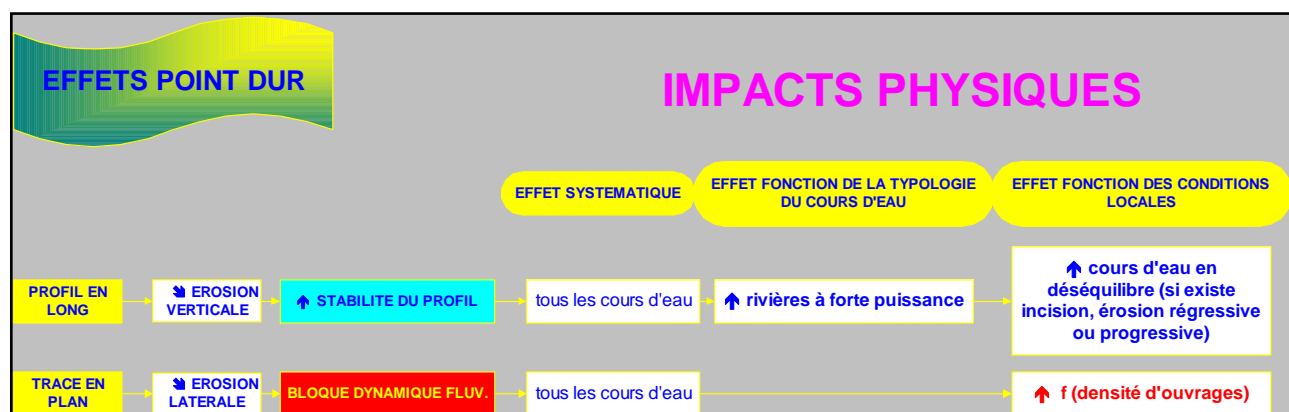 EFFETS POINT DUR
IMPACTS PHYSIQUES
EFFET SYSTEMATIQUE
EFFET FONCTION DE LA TYPOLOGIE
DU COURS D'EAU
EFFET FONCTION DES CONDITIONS
LOCALES
PROFIL EN
LONG
🡮 EROSION
VERTICALE
🡩 STABILITE DU PROFIL
tous les cours d'eau
🡩 rivières à forte puissance
🡩 cours d'eau en
déséquilibre (si existe
incision, érosion régressive
ou progressive)
TRACE EN
PLAN
🡮 EROSION
LATERALE
BLOQUE DYNAMIQUE FLUV.
tous les cours d'eau
🡩 f (densité d'ouvrages)